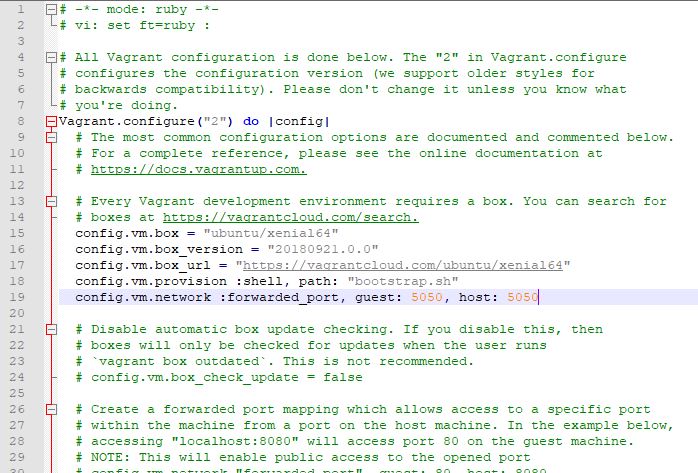 1 # -*- mode: ruby -*-
2 # vi: set ft=ruby :
3
4 # All Vagrant configuration is done below. The "2" in Vagrant.configure
5 # configures the configuration version (we support older styles for
6 # backwards compatibility). Please don't change it unless you know what
7 # you're doing.
8 Vagrant.configure("2") do |config|
9   # The most common configuration options are documented and commented below.
10   # For a complete reference, please see the online documentation at
11   # https://docs.vagrantup.com.
12
13   # Every Vagrant development environment requires a box. You can search for
14   # boxes at https://vagrantcloud.com/search.
15   config.vm.box = "ubuntu/xenial64"
16   config.vm.box_version = "20180921.0.0"
17   config.vm.box_url = "https://vagrantcloud.com/ubuntu/xenial64"
18   config.vm.provision :shell, path: "bootstrap.sh"
19   config.vm.network :forwarded_port, guest: 5050, host: 5050
20
21   # Disable automatic box update checking. If you disable this, then
22   # boxes will only be checked for updates when the user runs
23   # `vagrant box outdated`. This is not recommended.
24   # config.vm.box_check_update = false
25
26   # Create a forwarded port mapping which allows access to a specific port
27   # within the machine from a port on the host machine. In the example below,
28   # accessing "localhost:8080" will access port 80 on the guest machine.
29   # NOTE: This will enable public access to the opened port
30   # config.vm.network "forwarded_port", guest: 80, host: 8080